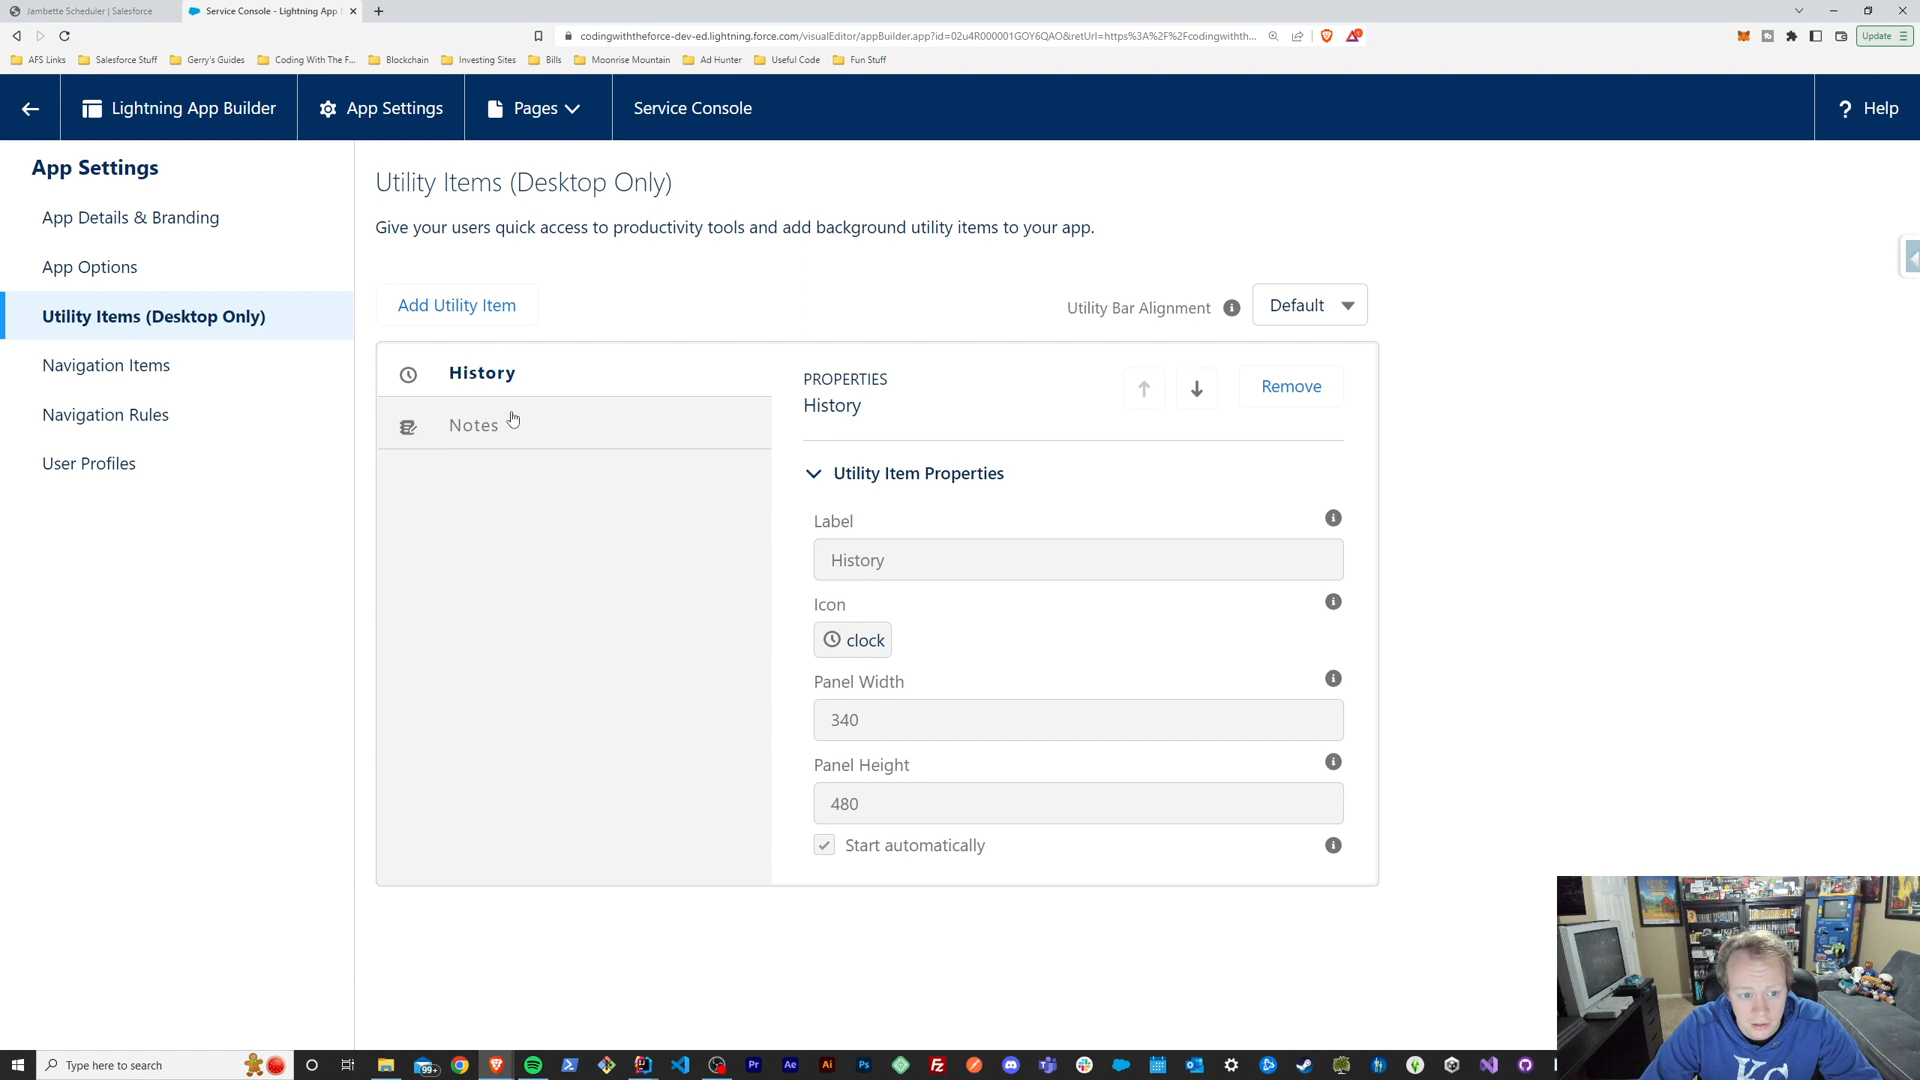 Jambette Scheduler | Salesforce
Service Console - Lightning App
codingwiththeforce-dev-ed.lightning.force.com/visualEditor/appBuilder.app?id=02u4R000001GOY6QAO&retUrl=https%3A%2F%2Fcodingwithth...
Update
AFS Links
Salesforce Stuff
Gerry's Guides
Coding With The F...
Blockchain
Investing Sites
Bills
Moonrise Mountain
Ad Hunter
Useful Code
Fun Stuff
Lightning App Builder
App Settings
Pages
Service Console
? Help
App Settings
App Details & Branding
App Options
Utility Items (Desktop Only)
Navigation Items
Navigation Rules
User Profiles
Utility Items (Desktop Only)
Give your users quick access to productivity tools and add background utility items to your app.
Add Utility Item
Utility Bar Alignment
Default
History
Notes
PROPERTIES
History
Remove
Utility Item Properties
Label
History
Icon
clock
Panel Width
340
Panel Height
480
Start automatically
Type here to search
99+
Pr
Ae
Ai
Ps
KC